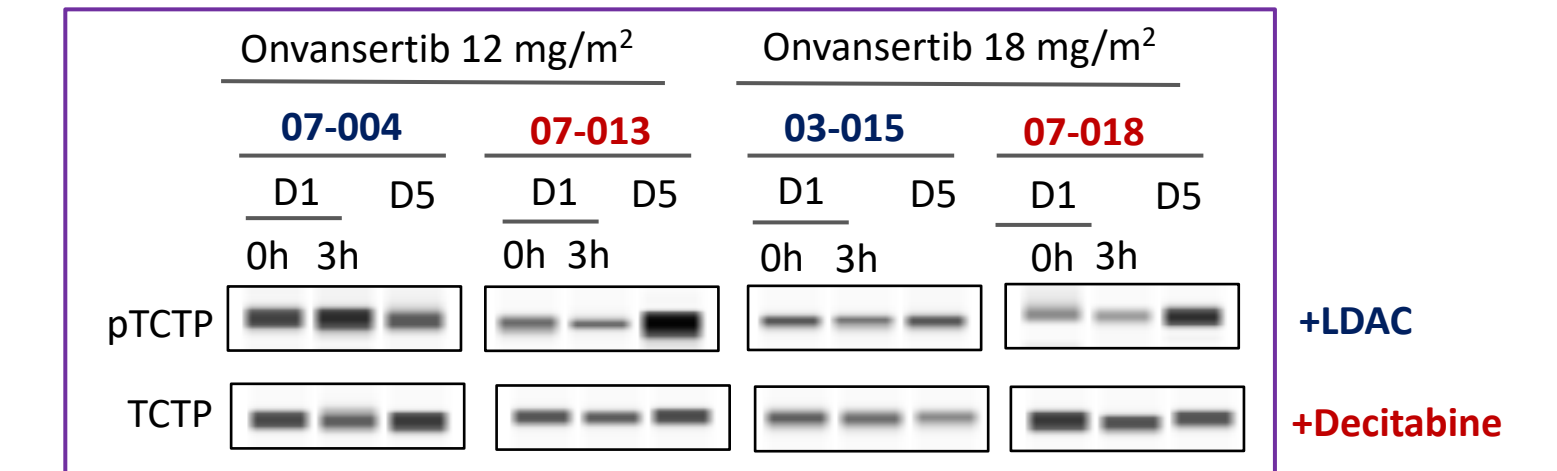 Onvansertib 12 mg/m² Onvansertib 18 mg/m²
07-004 07-013 03-015 07-018
D1 D5 D1 D5 D1 D5 D1 D5
0h 3h 0h 3h 0h 3h 0h 3h
pTCTP +LDAC
TCTP +Decitabine